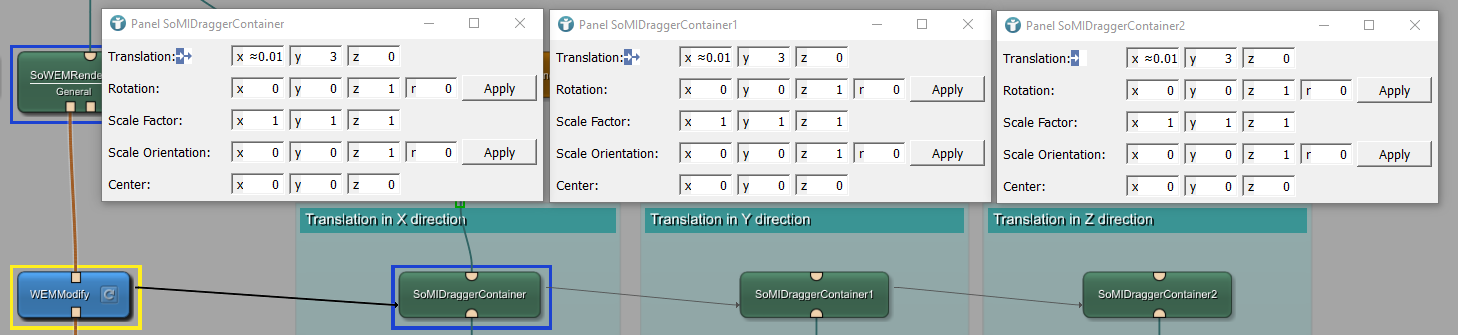 Panel SoMIDraggerContainer
Translation: x ≈0.01 y 3 z 0
Rotation: x 0 y 0 z 1 r 0 Apply
Scale Factor: x 1 y 1 z 1
Scale Orientation: x 0 y 0 z 1 r 0 Apply
Center: x 0 y 0 z 0
Panel SoMIDraggerContainer1
Translation: x ≈0.01 y 3 z 0
Rotation: x 0 y 0 z 1 r 0 Apply
Scale Factor: x 1 y 1 z 1
Scale Orientation: x 0 y 0 z 1 r 0 Apply
Center: x 0 y 0 z 0
Panel SoMIDraggerContainer2
Translation: x ≈0.01 y 3 z 0
Rotation: x 0 y 0 z 1 r 0 Apply
Scale Factor: x 1 y 1 z 1
Scale Orientation: x 0 y 0 z 1 r 0 Apply
Center: x 0 y 0 z 0
SoWEMRende
General
Translation in X direction
Translation in Y direction
Translation in Z direction
WEMModify
SoMIDraggerContainer
SoMIDraggerContainer1
SoMIDraggerContainer2